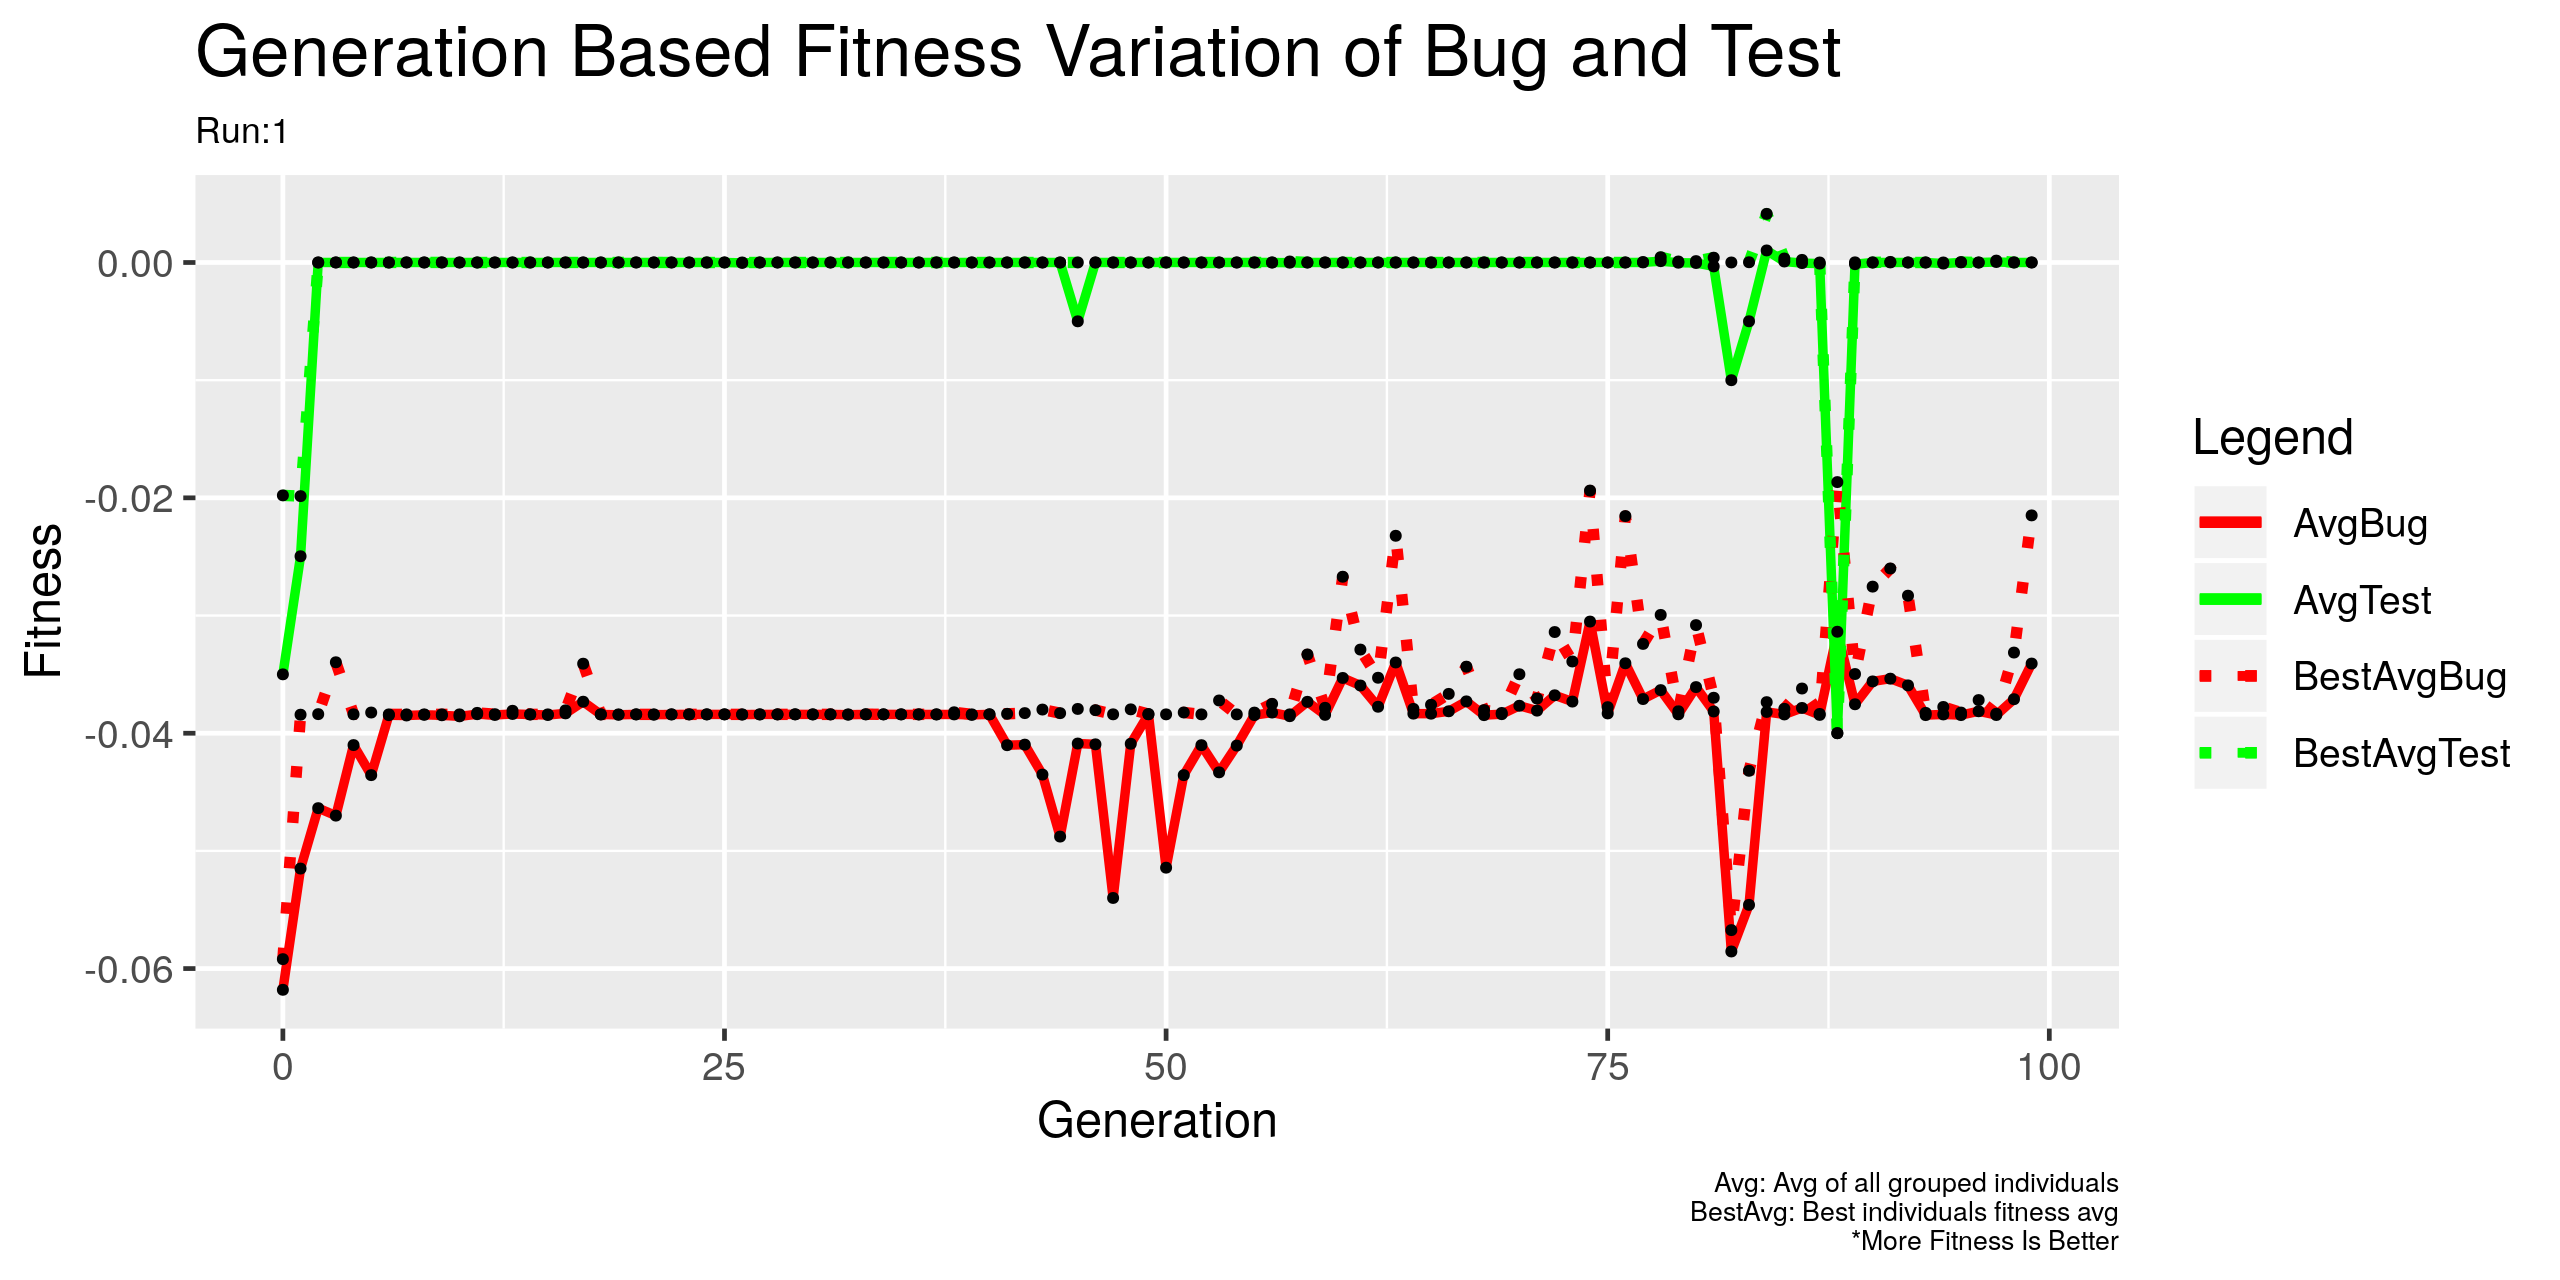 Generation Based Fitness Variation of Bug and Test
Run:1
Fitness
0.00
-0.02
-0.04
-0.06
0
25
50
75
100
Generation
Legend
AvgBug
AvgTest
BestAvgBug
BestAvgTest
Avg: Avg of all grouped individuals
BestAvg: Best individuals fitness avg
*More Fitness Is Better